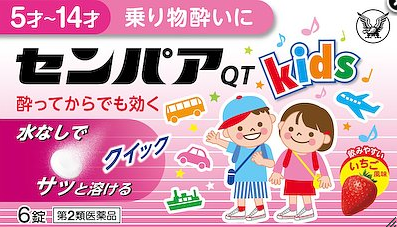 5才~14才 乗り物酔いに
センパア QT kids
酔ってからでも効く
水なしで
クイック
サッと溶ける
飲みやすい
いちご
風味
6錠 第2類医薬品